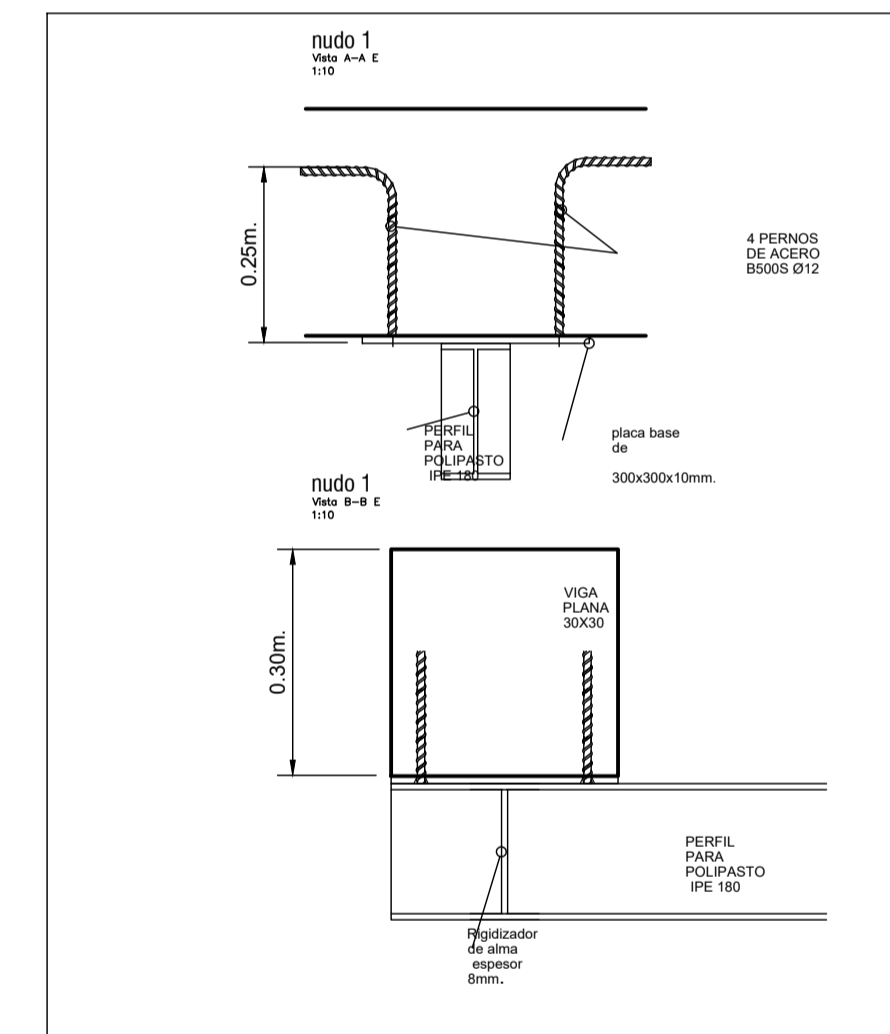 nudo 1
Vista A-A E
1:10
0.25m.
4 PERNOS
DE ACERO
B500S Ø12
PERFIL
PARA
POLIPASTO
IPE 180
placa base
de
300x300x10mm.
nudo 1
Vista B-B E
1:10
0.30m.
VIGA
PLANA
30X30
PERFIL
PARA
POLIPASTO
IPE 180
Rigidizador
de alma
espesor
8mm.